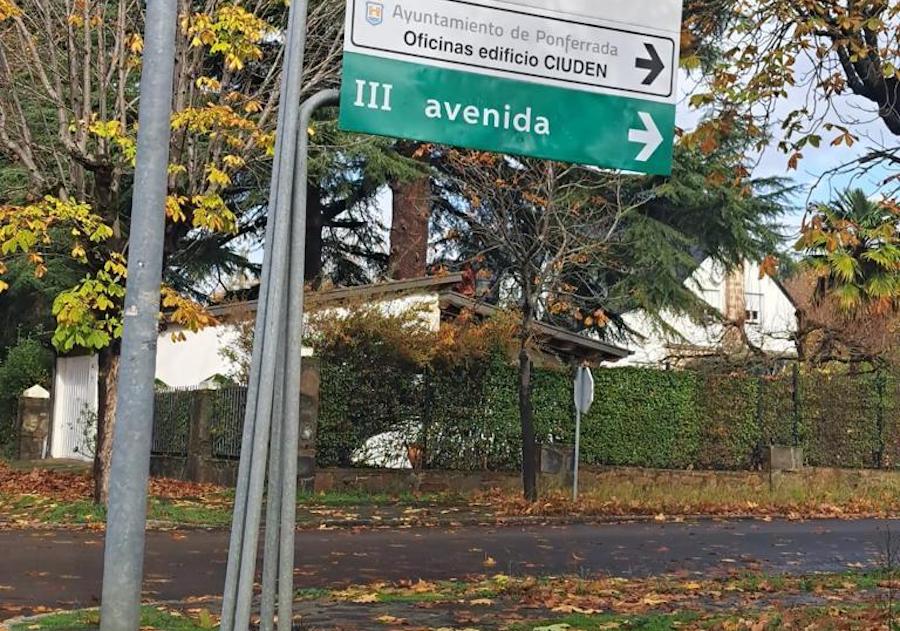 Ayuntamiento de Ponferrada
Oficinas edificio CIUDEN
III avenida